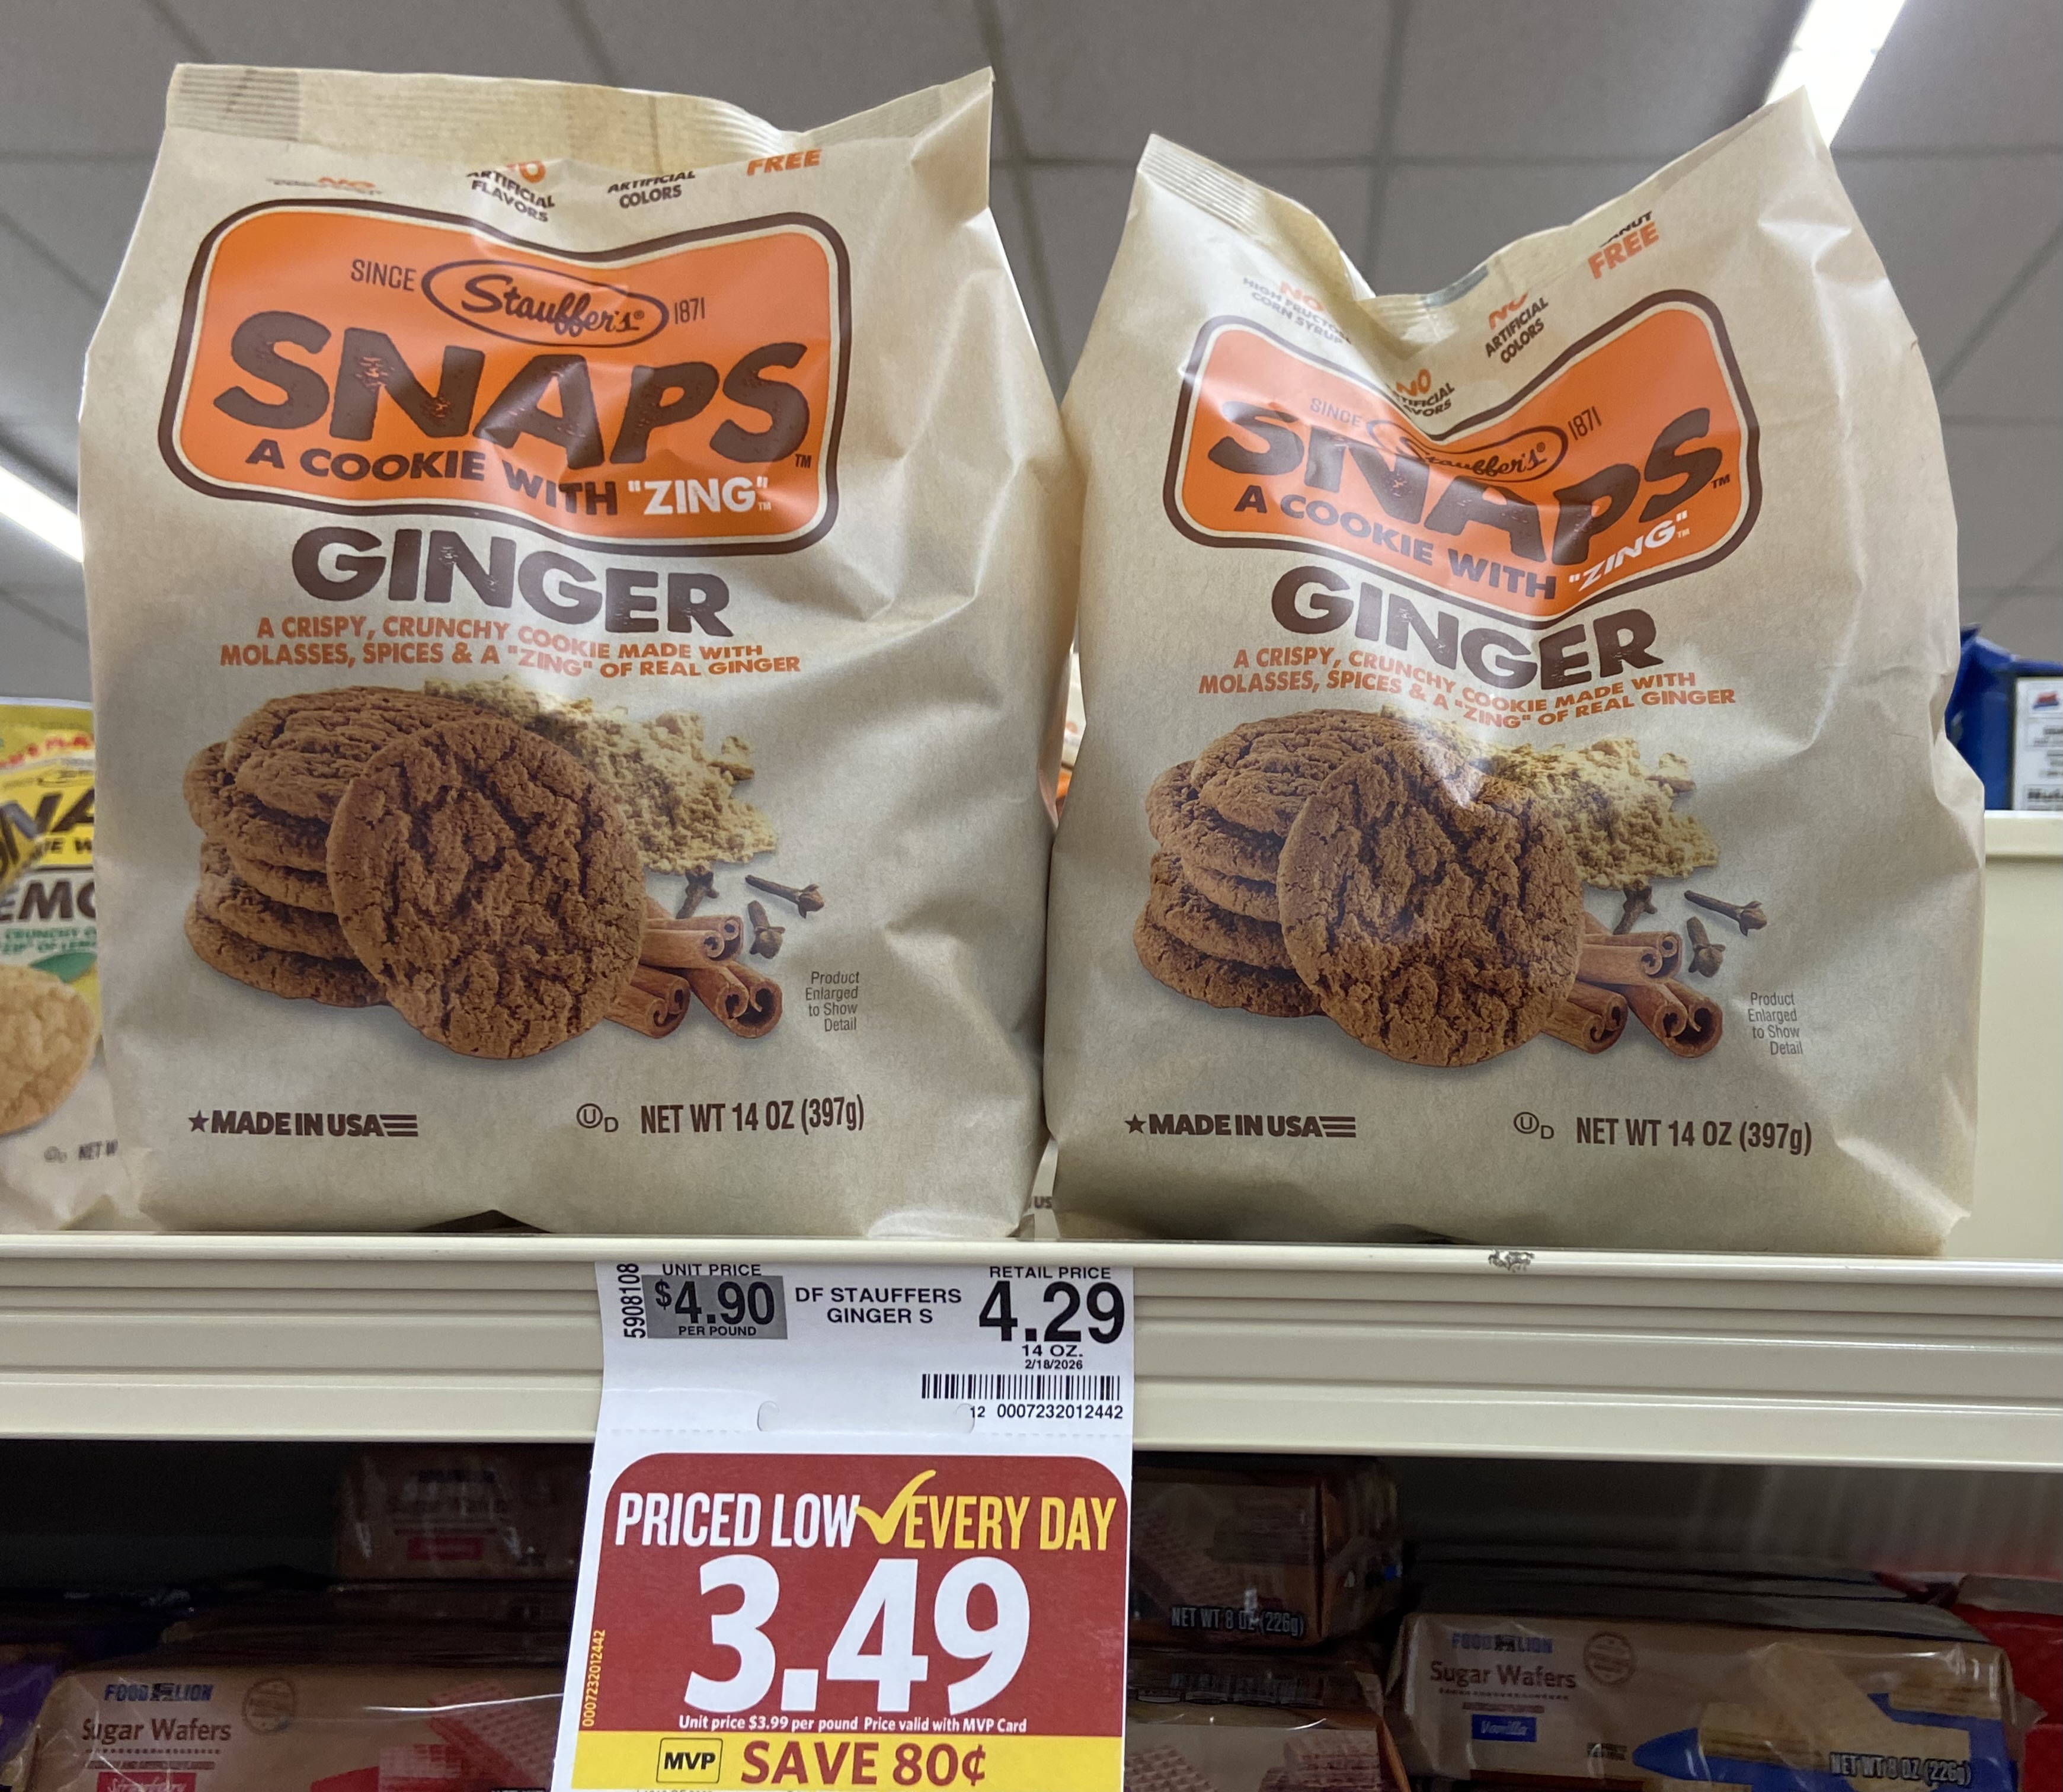 NO
ARTIFICIAL
FLAVORS
ARTIFICIAL
COLORS
FREE
SINCE Stauffer's® 1871
SNAPS™
A COOKIE WITH "ZING"™
GINGER
A CRISPY, CRUNCHY COOKIE MADE WITH
MOLASSES, SPICES & A "ZING" OF REAL GINGER
Product
Enlarged
to Show
Detail
★MADE IN USA
UD NET WT 14 OZ (397g)
NO
HIGH FRUCTOSE
CORN SYRUP
NO
NO
ARTIFICIAL
COLORS
FREE
SINCE Stauffer's® 1871
SNAPS™
A COOKIE WITH "ZING"™
GINGER
A CRISPY, CRUNCHY COOKIE MADE WITH
MOLASSES, SPICES & A "ZING" OF REAL GINGER
Product
Enlarged
to Show
Detail
★MADE IN USA
UD NET WT 14 OZ (397g)
5908108
UNIT PRICE
$4.90
PER POUND
DF STAUFFERS
GINGER S
RETAIL PRICE
4.29
14 OZ.
2/18/2026
12 0007232012442
PRICED LOW EVERY DAY
3.49
0007232012442
Unit price $3.99 per pound Price valid with MVP Card
MVP SAVE 80¢
FOOD LION
Sugar Wafers
Strawberry
NET WT 8 OZ (226g)
FOOD LION
Sugar Wafers
Vanilla
NET WT 8 OZ (226g)